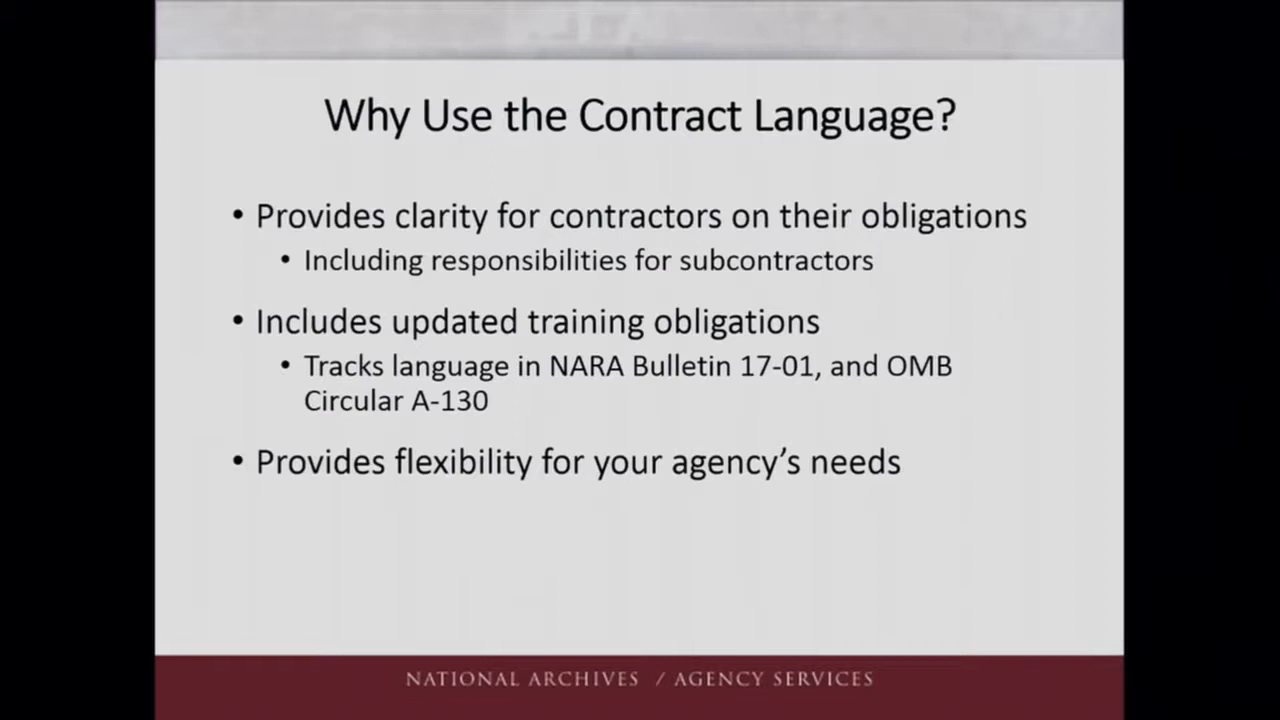 Why Use the Contract Language?
• Provides clarity for contractors on their obligations
• Including responsibilities for subcontractors
• Includes updated training obligations
• Tracks language in NARA Bulletin 17-01, and OMB
Circular A-130
• Provides flexibility for your agency’s needs
NATIONAL ARCHIVES / AGENCY SERVICES